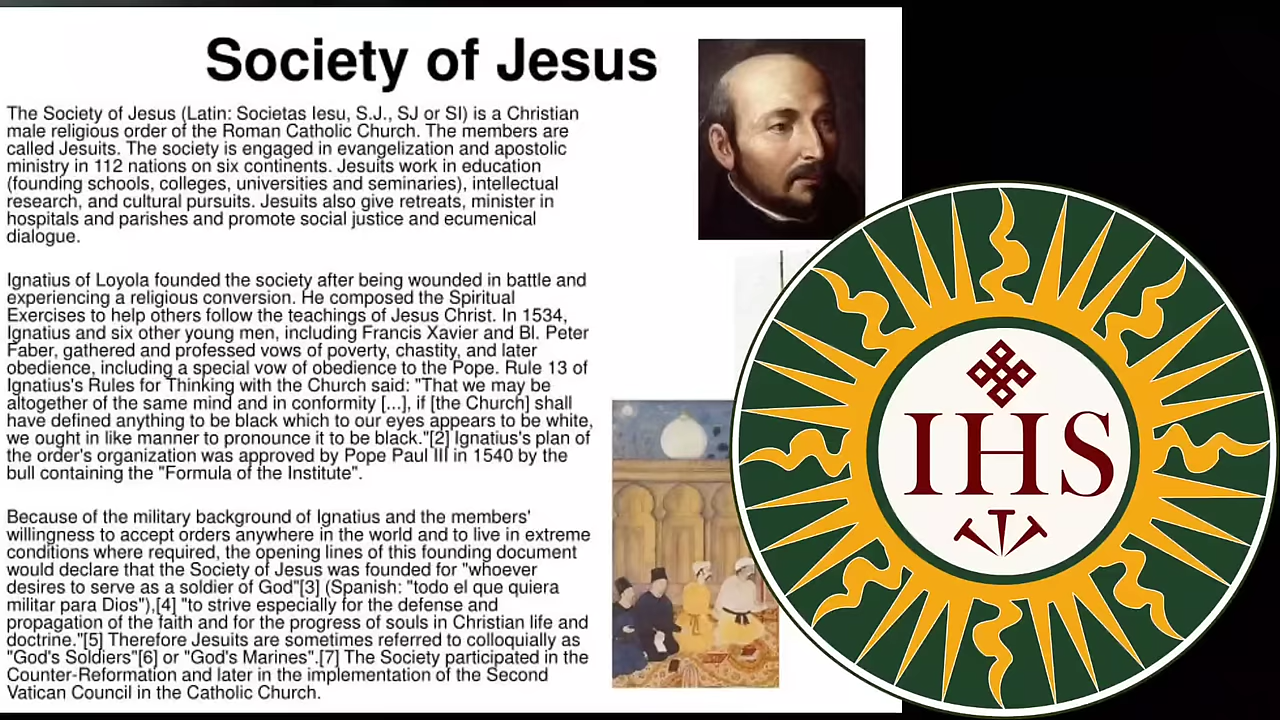 Society of Jesus
The Society of Jesus (Latin: Societas Iesu, S.J., SJ or SI) is a Christian
male religious order of the Roman Catholic Church. The members are
called Jesuits. The society is engaged in evangelization and apostolic
ministry in 112 nations on six continents. Jesuits work in education
(founding schools, colleges, universities and seminaries), intellectual
research, and cultural pursuits. Jesuits also give retreats, minister in
hospitals and parishes and promote social justice and ecumenical
dialogue.
Ignatius of Loyola founded the society after being wounded in battle and
experiencing a religious conversion. He composed the Spiritual
Exercises to help others follow the teachings of Jesus Christ. In 1534,
Ignatius and six other young men, including Francis Xavier and Bl. Peter
Faber, gathered and professed vows of poverty, chastity, and later
obedience, including a special vow of obedience to the Pope. Rule 13 of
Ignatius's Rules for Thinking with the Church said: "That we may be
altogether of the same mind and in conformity [...], if [the Church] shall
have defined anything to be black which to our eyes appears to be white,
we ought in like manner to pronounce it to be black."[2] Ignatius's plan of
the order's organization was approved by Pope Paul III in 1540 by the
bull containing the "Formula of the Institute".
Because of the military background of Ignatius and the members'
willingness to accept orders anywhere in the world and to live in extreme
conditions where required, the opening lines of this founding document
would declare that the Society of Jesus was founded for "whoever
desires to serve as a soldier of God"[3] (Spanish: "todo el que quiera
militar para Dios"),[4] "to strive especially for the defense and
propagation of the faith and for the progress of souls in Christian life and
doctrine."[5] Therefore Jesuits are sometimes referred to colloquially as
"God's Soldiers"[6] or "God's Marines".[7] The Society participated in the
Counter-Reformation and later in the implementation of the Second
Vatican Council in the Catholic Church.
IHS